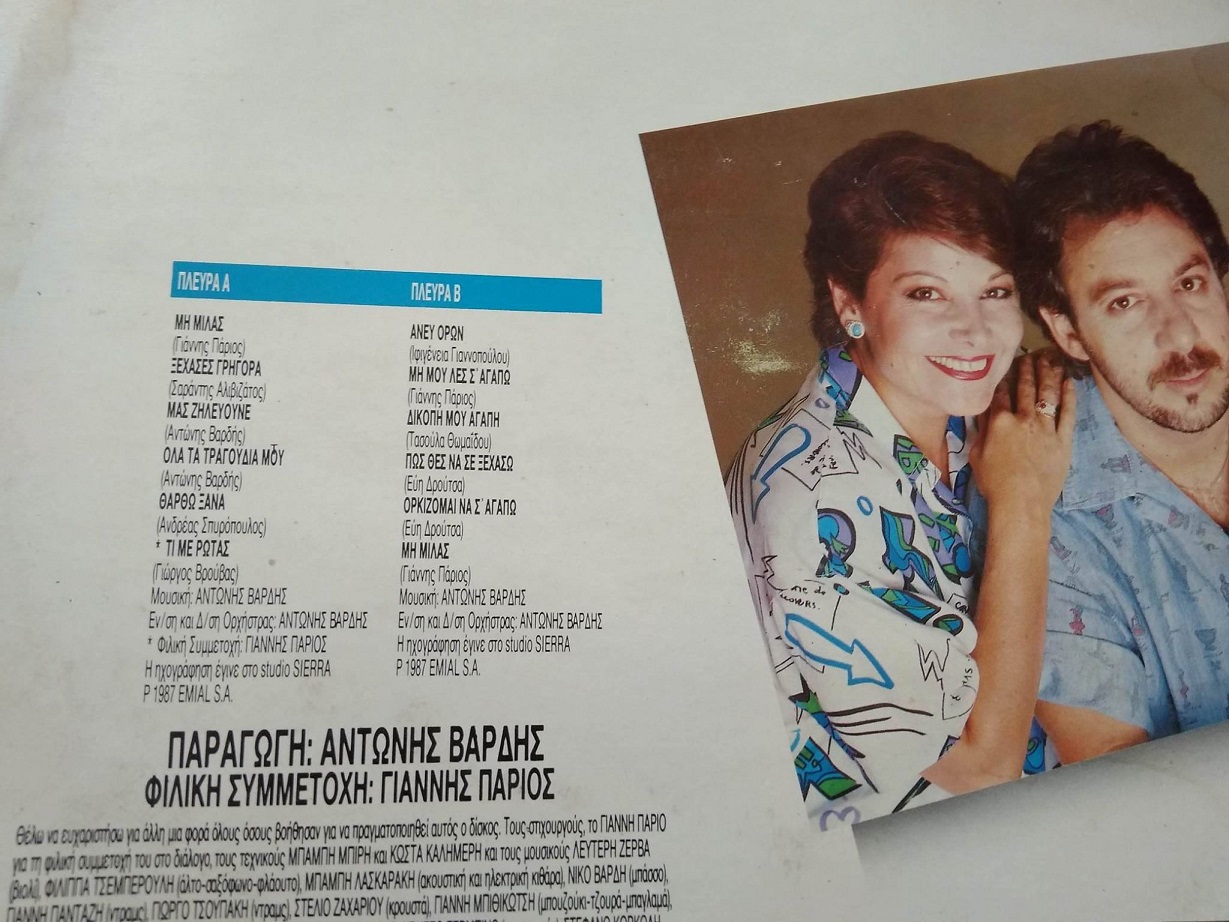 ΠΛΕΥΡΑ Α
ΜΗ ΜΙΛΑΣ
(Γιάννης Πάριος)
ΞΕΧΑΣΕΣ ΓΡΗΓΟΡΑ
(Σαράντης Αλιβιζάτος)
ΜΑΣ ΖΗΛΕΥΟΥΝΕ
(Αντώνης Βαρδής)
ΟΛΑ ΤΑ ΤΡΑΓΟΥΔΙΑ ΜΟΥ
(Αντώνης Βαρδής)
ΘΑΡΘΩ ΞΑΝΑ
(Ανδρέας Σπυρόπουλος)
* ΤΙ ΜΕ ΡΩΤΑΣ
(Γιώργος Βρούβας)
Μουσική: ΑΝΤΩΝΗΣ ΒΑΡΔΗΣ
Εν/ση και Δ/ση Ορχήστρας: ΑΝΤΩΝΗΣ ΒΑΡΔΗΣ
* Φιλική Συμμετοχή: ΓΙΑΝΝΗΣ ΠΑΡΙΟΣ
Η ηχογράφηση έγινε στο studio SIERRA
P 1987 EMIAL S.A.
ΠΛΕΥΡΑ Β
ΑΝΕΥ ΟΡΩΝ
(Ιφιγένεια Γιαννοπούλου)
ΜΗ ΜΟΥ ΛΕΣ Σ' ΑΓΑΠΩ
(Γιάννης Πάριος)
ΔΙΚΟΠΗ ΜΟΥ ΑΓΑΠΗ
(Τασούλα Θωμαΐδου)
ΠΩΣ ΘΕΣ ΝΑ ΣΕ ΞΕΧΑΣΩ
(Εύη Δρούτσα)
ΟΡΚΙΖΟΜΑΙ ΝΑ Σ' ΑΓΑΠΩ
(Εύη Δρούτσα)
ΜΗ ΜΙΛΑΣ
(Γιάννης Πάριος)
Μουσική: ΑΝΤΩΝΗΣ ΒΑΡΔΗΣ
Εν/ση και Δ/ση Ορχήστρας: ΑΝΤΩΝΗΣ ΒΑΡΔΗΣ
Η ηχογράφηση έγινε στο studio SIERRA
P 1987 EMIAL S.A.
ΠΑΡΑΓΩΓΗ: ΑΝΤΩΝΗΣ ΒΑΡΔΗΣ
ΦΙΛΙΚΗ ΣΥΜΜΕΤΟΧΗ: ΓΙΑΝΝΗΣ ΠΑΡΙΟΣ
Θέλω να ευχαριστήσω για άλλη μια φορά όλους όσους βοήθησαν για να πραγματοποιηθεί αυτός ο δίσκος. Τους στιχουργούς, το ΓΙΑΝΝΗ ΠΑΡΙΟ
για τη φιλική συμμετοχή του στο διάλογο, τους τεχνικούς ΜΠΑΜΠΗ ΜΠΙΡΗ και ΚΩΣΤΑ ΚΑΛΗΜΕΡΗ και τους μουσικούς ΛΕΥΤΕΡΗ ΖΕΡΒΑ
(βιολί), ΦΙΛΙΠΠΑ ΤΣΕΜΠΕΡΟΥΛΗ (άλτο-σαξόφωνο-φλάουτο), ΜΠΑΜΠΗ ΛΑΣΚΑΡΑΚΗ (ακουστική και ηλεκτρική κιθάρα), ΝΙΚΟ ΒΑΡΔΗ (μπάσσο),
ΓΙΑΝΝΗ ΠΑΝΤΑΖΗ (ντραμς), ΓΙΩΡΓΟ ΤΣΟΥΠΑΚΗ (ντραμς), ΣΤΕΛΙΟ ΖΑΧΑΡΙΟΥ (κρουστά), ΓΙΑΝΝΗ ΜΠΙΘΙΚΩΤΣΗ (μπουζούκι-τζουρά-μπαγλαμά),
3